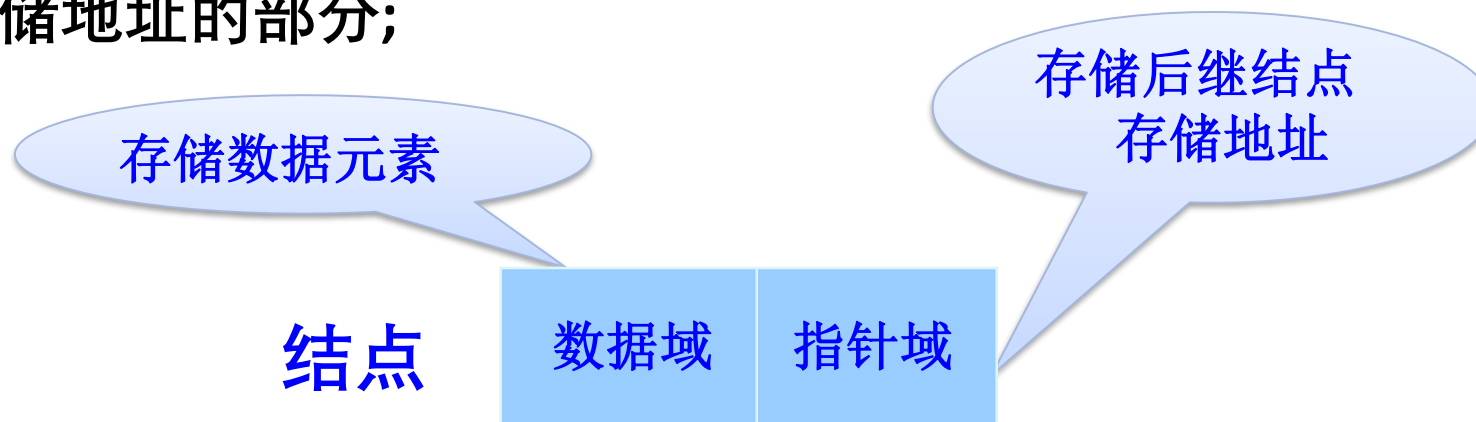 储地址的部分;
存储后继结点
存储地址
存储数据元素
结点
数据域
指针域